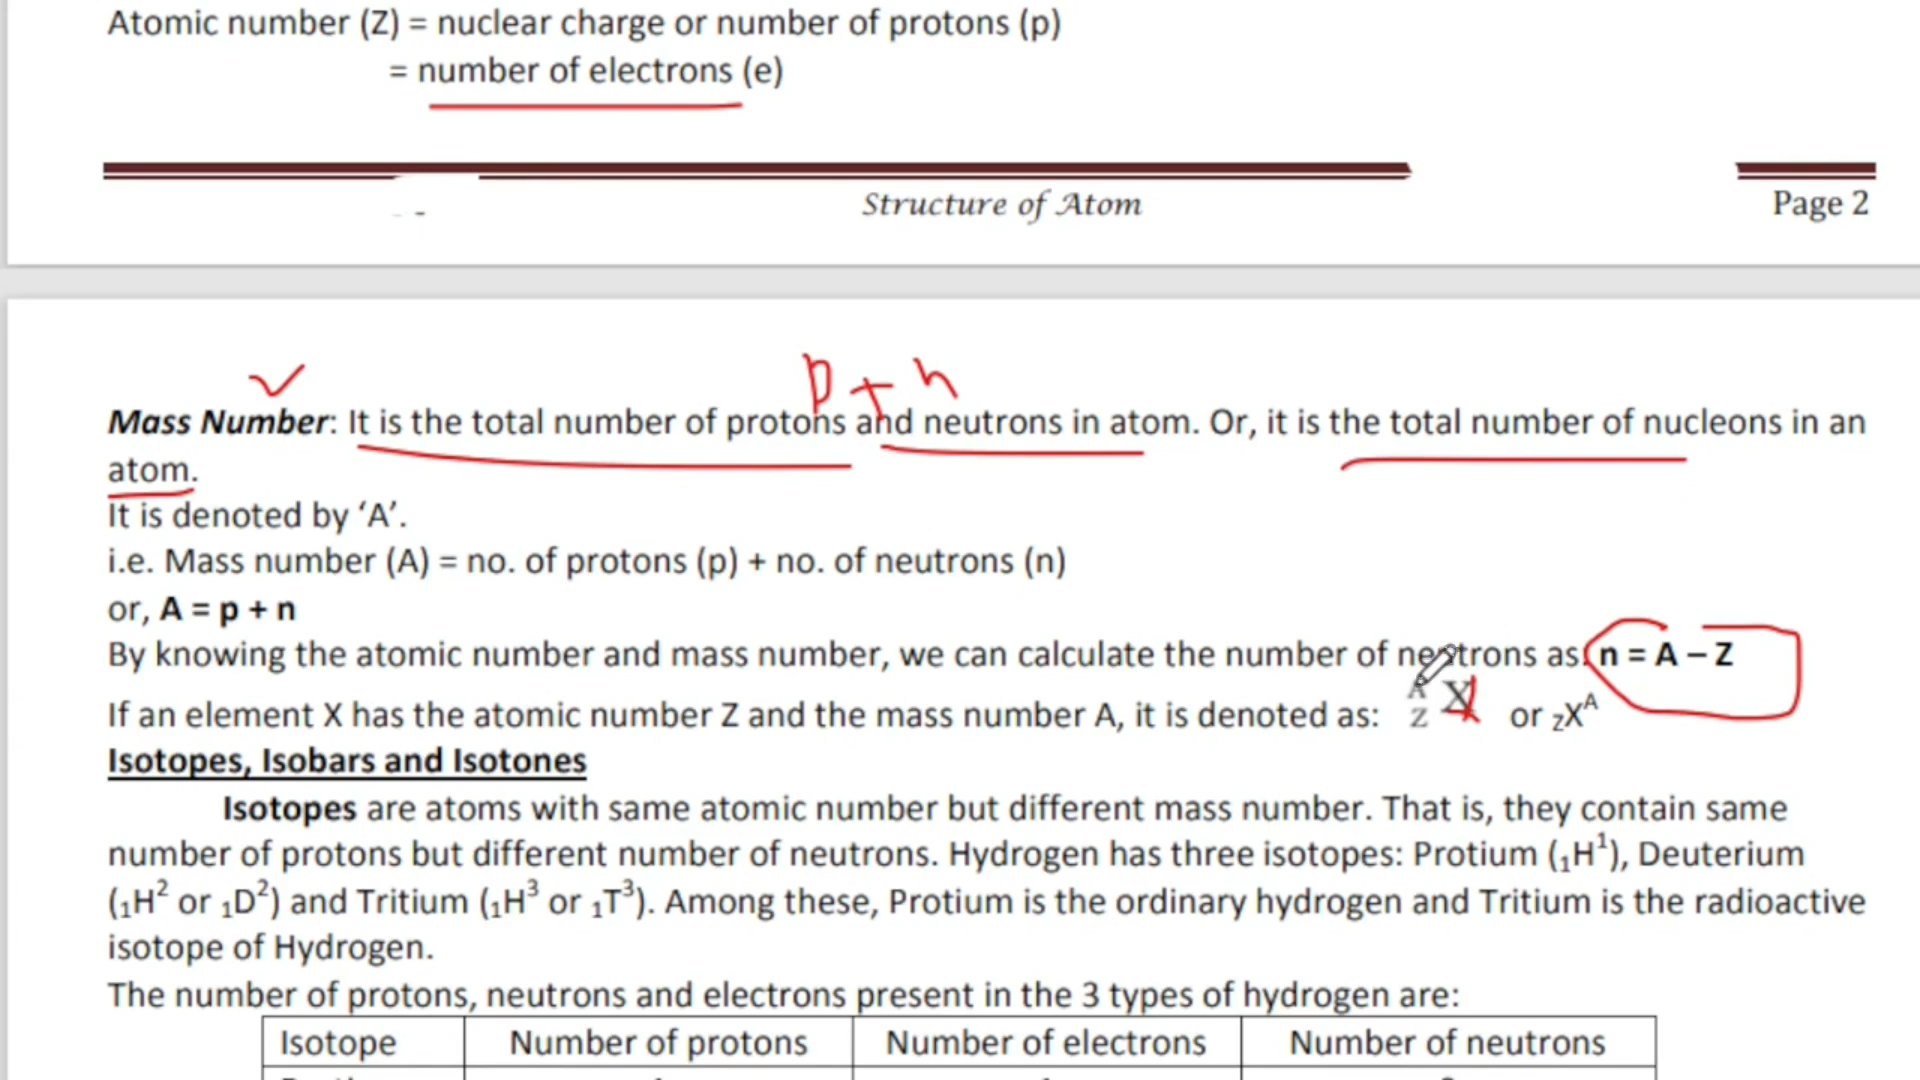 Atomic number (Z) = nuclear charge or number of protons (p)
= number of electrons (e)
Structure of Atom
Page 2
p + n
Mass Number: It is the total number of protons and neutrons in atom. Or, it is the total number of nucleons in an
atom.
It is denoted by ‘A’.
i.e. Mass number (A) = no. of protons (p) + no. of neutrons (n)
or, A = p + n
By knowing the atomic number and mass number, we can calculate the number of neutrons as: n = A – Z
If an element X has the atomic number Z and the mass number A, it is denoted as: ᴬ𝗓X or zXᴬ
Isotopes, Isobars and Isotones
Isotopes are atoms with same atomic number but different mass number. That is, they contain same
number of protons but different number of neutrons. Hydrogen has three isotopes: Protium (₁H¹), Deuterium
(₁H² or ₁D²) and Tritium (₁H³ or ₁T³). Among these, Protium is the ordinary hydrogen and Tritium is the radioactive
isotope of Hydrogen.
The number of protons, neutrons and electrons present in the 3 types of hydrogen are:
Isotope Number of protons Number of electrons Number of neutrons